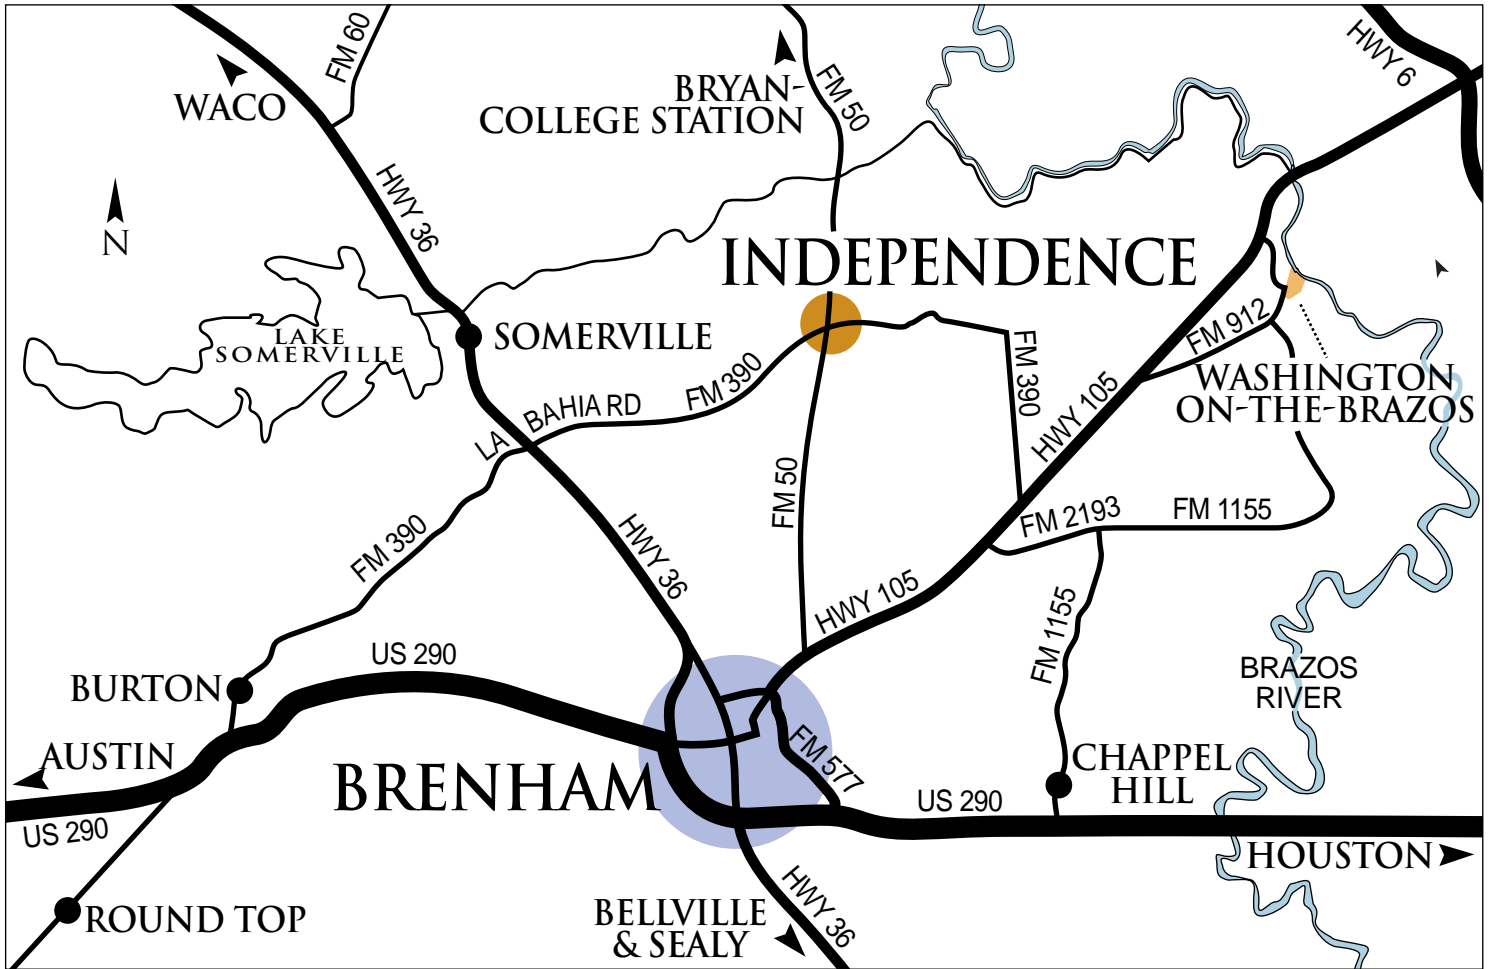 FM 60
HWY 6
WACO
BRYAN-
COLLEGE STATION
FM 50
HWY 36
N
INDEPENDENCE
LAKE
SOMERVILLE
SOMERVILLE
FM 912
FM 390
FM 390
WASHINGTON
ON-THE-BRAZOS
LA BAHIA RD
HWY 105
FM 50
FM 2193
FM 1155
FM 390
HWY 36
HWY 105
FM 1155
US 290
BURTON
BRAZOS
RIVER
AUSTIN
BRENHAM
FM 577
CHAPPEL
HILL
US 290
US 290
HOUSTON
ROUND TOP
BELLVILLE
& SEALY
HWY 36